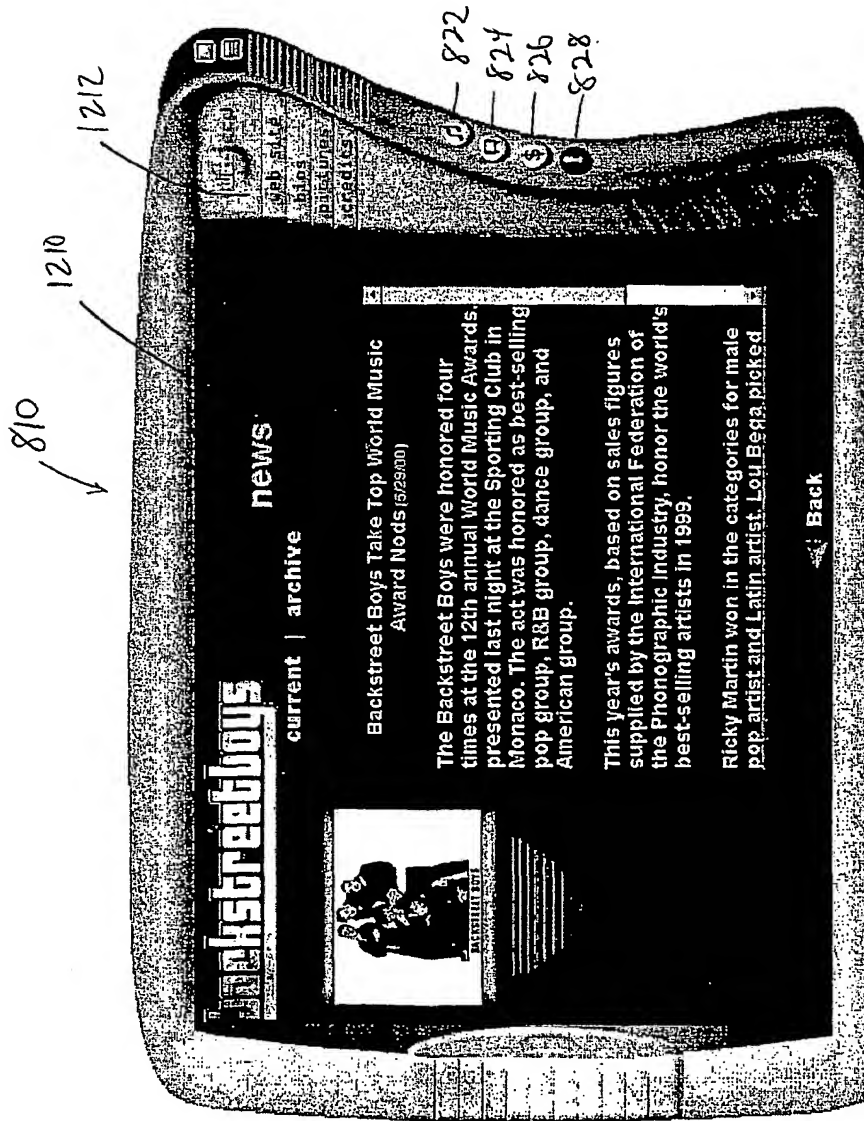 810
1210
1212
backstreetboys
news
current | archive
web site
bios
pictures
credits
822
824
826
$
828
Backstreet Boys Take Top World Music
Award Nods (5/29/00)
The Backstreet Boys were honored four
times at the 12th annual World Music Awards,
presented last night at the Sporting Club in
Monaco. The act was honored as best-selling
pop group, R&B group, dance group, and
American group.
This year's awards, based on sales figures
supplied by the International Federation of
the Phonographic Industry, honor the world's
best-selling artists in 1999.
Ricky Martin won in the categories for male
pop artist and Latin artist. Lou Bega picked
BACKSTREET BOYS
Back